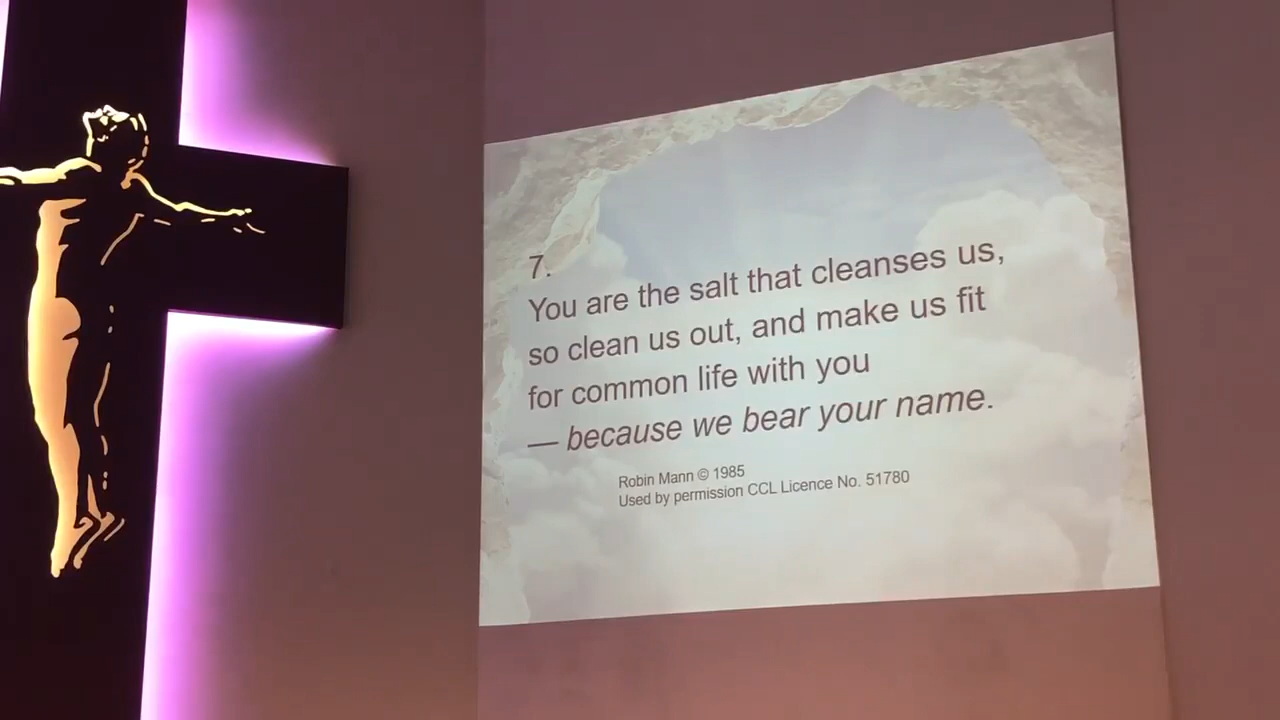 7.
You are the salt that cleanses us,
so clean us out, and make us fit
for common life with you
— because we bear your name.
Robin Mann © 1985
Used by permission CCL Licence No. 51780